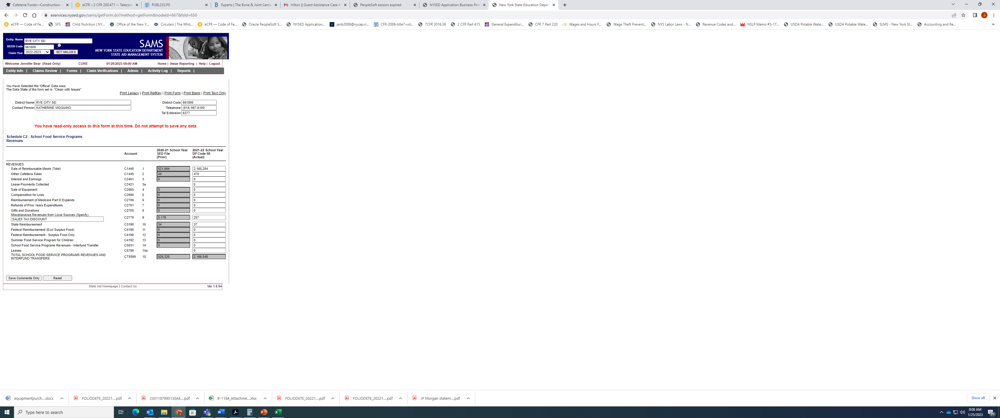 Cafeteria Funds—Construction -
eCFR :: 2 CFR 200.471 -- Telecom
PUBL232.PS
Experts | The Bone & Joint Cente
Hilton || Guest Assistance Case #
PeopleSoft session expired
NYSED Application Business Port
New York State Education Depart
eservices.nysed.gov/sams/getForm.do?method=getForm&nodeId=667&fsId=650
J
eCFR — Code of Fe...
SFS
Child Nutrition | NY...
Office of the New Y...
Circulars | The Whit...
eCFR — Code of Fe...
Oracle PeopleSoft S...
NYSED Application...
jenb2006@nycap.rr...
CFR-2006-title7-vol...
7CFR 3016.36
2 CFR Part 415
General Expenditur...
CFR 7 Part 220
Wages and Hours F...
Wage Theft Prevent...
NYS Labor Laws - N...
Revenue Codes and...
NSLP Memo #3-17...
USDA Potable Wate...
USDA Potable Wate...
SLMS - New York St...
Accounting and Re...
»
Entity Name RYE CITY SD
BEDS Code 661800
Claim Year 2022-2023 SET VALUES
SAMS
NEW YORK STATE EDUCATION DEPARTMENT
STATE AID MANAGEMENT SYSTEM
Welcome Jennifer Bear (Read Only) CORE 01/25/2023 08:00 AM Home | Issue Reporting | Help | Logout
Entity Info | Claims Review | Forms | Claim Verifications | Admin | Activity Log | Reports |
You Have Selected the 'Official' Data Area.
The Data State of the form set is: "Clean with Issues"
Print Legacy | Print RefKey | Print Form | Print Blank | Print Text Only
District Name: RYE CITY SD District Code: 661800
Contact Person: KATHERINE VIGGIANO Telephone: (914) 967-6100
Tel Extension: 6277
You have read-only access to this form at this time. Do not attempt to save any data.
Schedule C2 - School Food Service Programs
Revenues
Account
2020-21 School Year
SED File
(Prior)
2021-22 School Year
DP Code 58
(Actual)
REVENUES
Sale of Reimbursable Meals (Total) C1440 1 521,064 2,165,284
Other Cafeteria Sales C1445 2 44 470
Interest and Earnings C2401 3 0 0
Lease Payments Collected C2421 3a 0
Sale of Equipment C2665 4 0 0
Compensation for Loss C2690 5 0 0
Reimbursement of Medicare Part D Expends C2700 6 0 0
Refunds of Prior Years Expenditures C2701 7 0 0
Gifts and Donations C2705 8 0 0
Miscellaneous Revenues from Local Sources (Specify)
SALES TAX DISCOUNT C2770 9 5,178 257
State Reimbursement C3190 10 34 37
Federal Reimbursement (Excl Surplus Food) C4190 11 0 0
Federal Reimbursement - Surplus Food Only C4190 12 0 0
Summer Food Service Program for Children C4192 13 0 0
School Food Service Programs Revenues - Interfund Transfer C5031 14 0 0
Leases C5788 14a 0
TOTAL SCHOOL FOOD SERVICE PROGRAMS REVENUES AND
INTERFUND TRANSFERS CT5599 15 526,320 2,166,048
Save Comments Only Reset
State Aid Homepage | Contact Us Ver 1.8.94
equipmentpurch....docx
FOLIODETE_20221....pdf
2301187995130AE....pdf
B-1184_Attachme....xlsx
FOLIODETE_20221....pdf
FOLIODETE_20221....pdf
JP Morgan statem....pdf
Show all
Type here to search
8:08 AM
1/25/2023
20